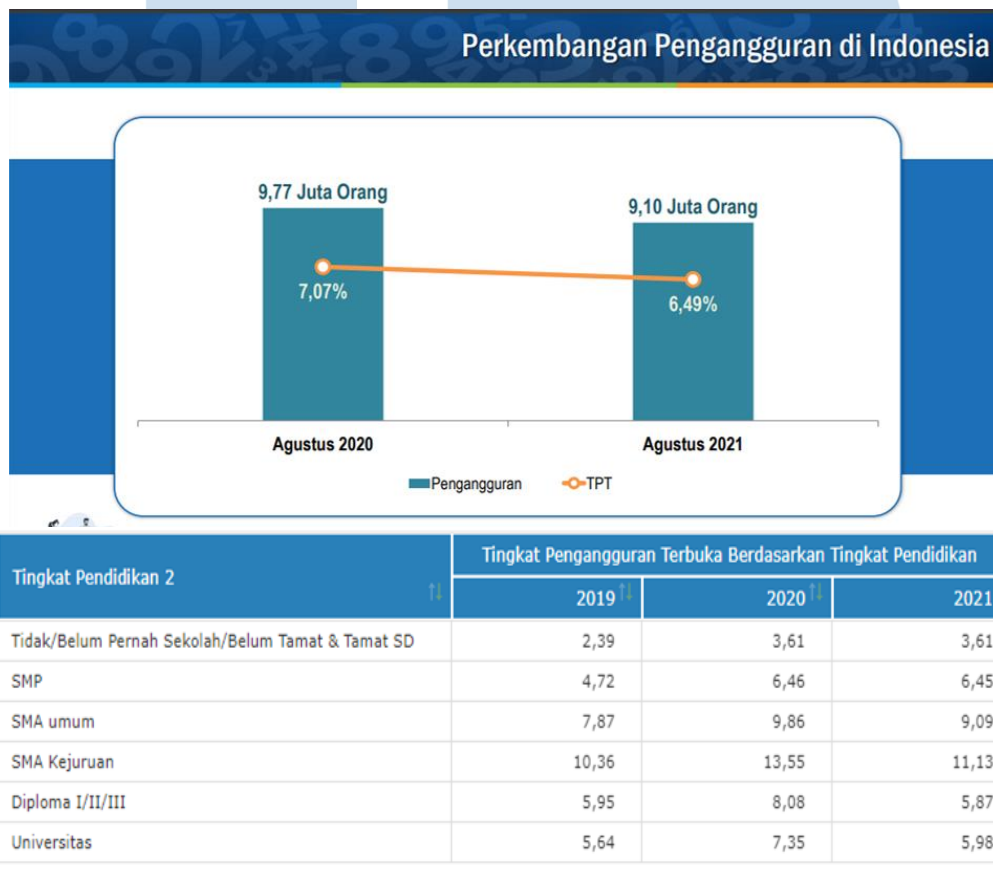 Perkembangan Pengangguran di Indonesia
9,77 Juta Orang
9,10 Juta Orang
7,07%
6,49%
Agustus 2020 Agustus 2021
Pengangguran TPT
Tingkat Pendidikan 2
Tingkat Pengangguran Terbuka Berdasarkan Tingkat Pendidikan
2019 2020 2021
Tidak/Belum Pernah Sekolah/Belum Tamat & Tamat SD 2,39 3,61 3,61
SMP 4,72 6,46 6,45
SMA umum 7,87 9,86 9,09
SMA Kejuruan 10,36 13,55 11,13
Diploma I/II/III 5,95 8,08 5,87
Universitas 5,64 7,35 5,98